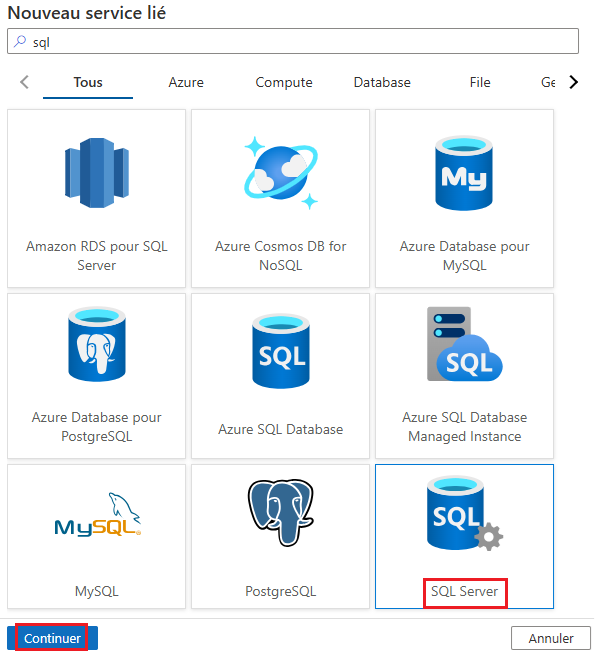 Nouveau service lié
sql
Tous Azure Compute Database File Ge
Amazon RDS pour SQL
Server
Azure Cosmos DB for
NoSQL
My
Azure Database pour
MySQL
Azure Database pour
PostgreSQL
SQL
Azure SQL Database
SQL
Azure SQL Database
Managed Instance
MySQL
MySQL
PostgreSQL
SQL
SQL Server
Continuer
Annuler